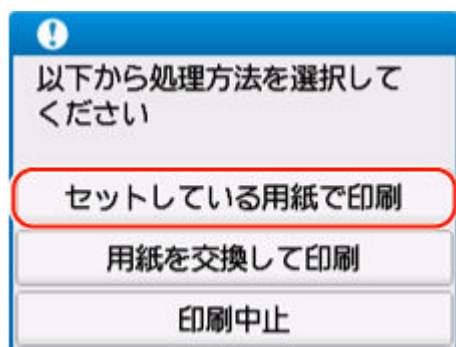 以下から処理方法を選択して
ください
セットしている用紙で印刷
用紙を交換して印刷
印刷中止